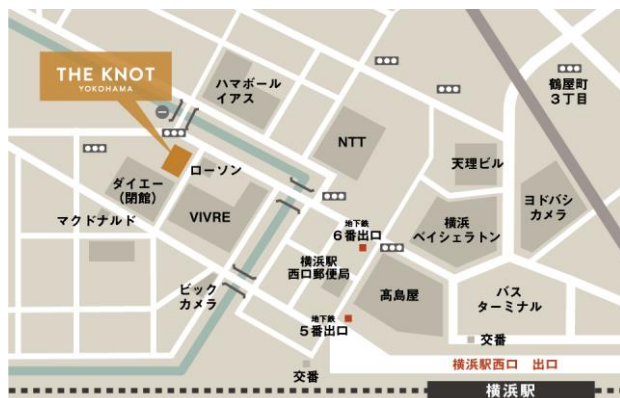 THE KNOT
YOKOHAMA
ハマボール
イアス
鶴屋町
3丁目
NTT
天理ビル
ローソン
ダイエー
(閉館)
VIVRE
マクドナルド
地下鉄
6番出口
横浜
ベイシェラトン
ヨドバシ
カメラ
横浜駅
西口郵便局
ビック
カメラ
髙島屋
バス
ターミナル
地下鉄
5番出口
交番
交番
横浜駅西口 出口
横浜駅